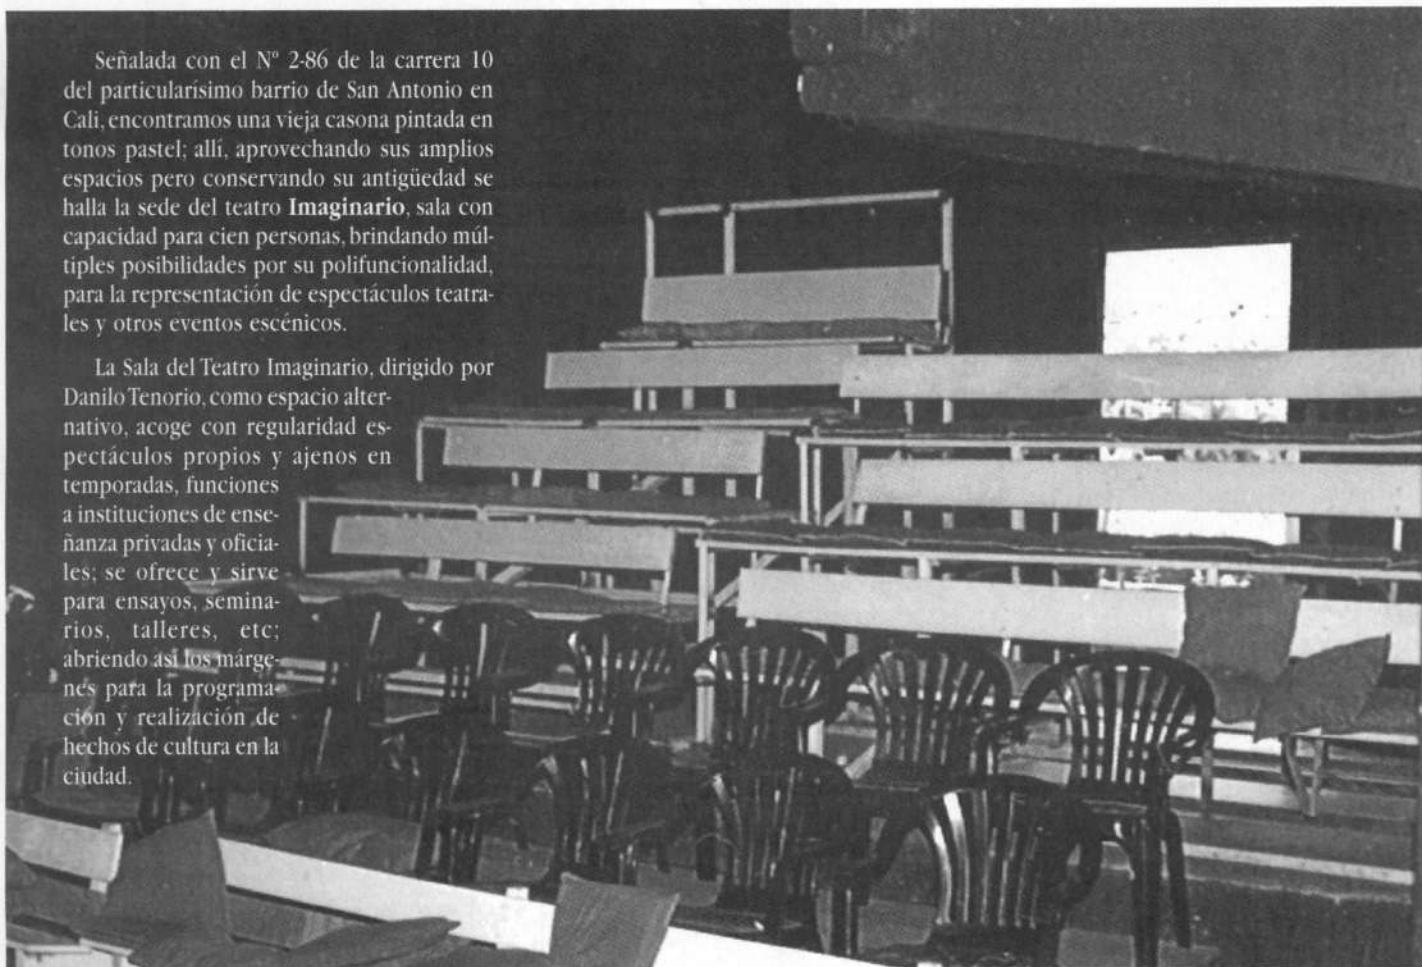 Señalada con el Nº 2-86 de la carrera 10
del particularísimo barrio de San Antonio en
Cali, encontramos una vieja casona pintada en
tonos pastel; allí, aprovechando sus amplios
espacios pero conservando su antigüedad se
halla la sede del teatro Imaginario, sala con
capacidad para cien personas, brindando múl-
tiples posibilidades por su polifuncionalidad,
para la representación de espectáculos teatra-
les y otros eventos escénicos.
La Sala del Teatro Imaginario, dirigido por
Danilo Tenorio, como espacio alter-
nativo, acoge con regularidad es-
pectáculos propios y ajenos en
temporadas, funciones
a instituciones de ense-
ñanza privadas y oficia-
les; se ofrece y sirve
para ensayos, semina-
rios, talleres, etc;
abriendo así los márge-
nes para la programa-
ción y realización de
hechos de cultura en la
ciudad.